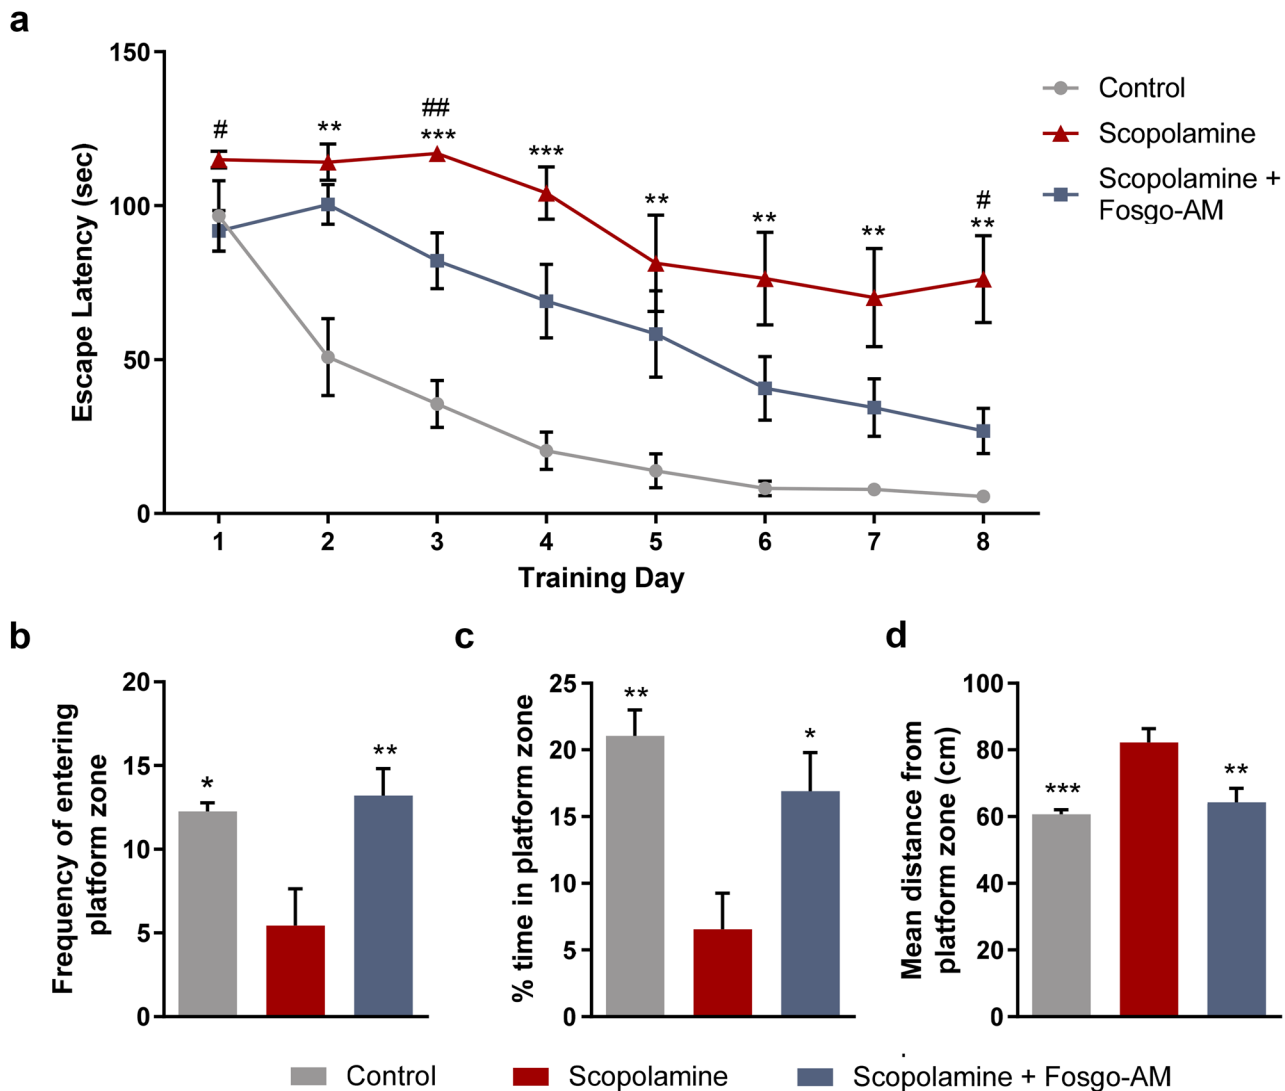 a
150
100
50
0
Escape Latency (sec)
#
**
##
***
***
**
**
**
#
**
1 2 3 4 5 6 7 8
Training Day
Control
Scopolamine
Scopolamine +
Fosgo-AM
b
Frequency of entering
platform zone
20
15
10
5
0
*
**
c
% time in platform zone
25
20
15
10
5
0
**
*
d
Mean distance from
platform zone (cm)
100
80
60
40
20
0
***
**
Control Scopolamine Scopolamine + Fosgo-AM